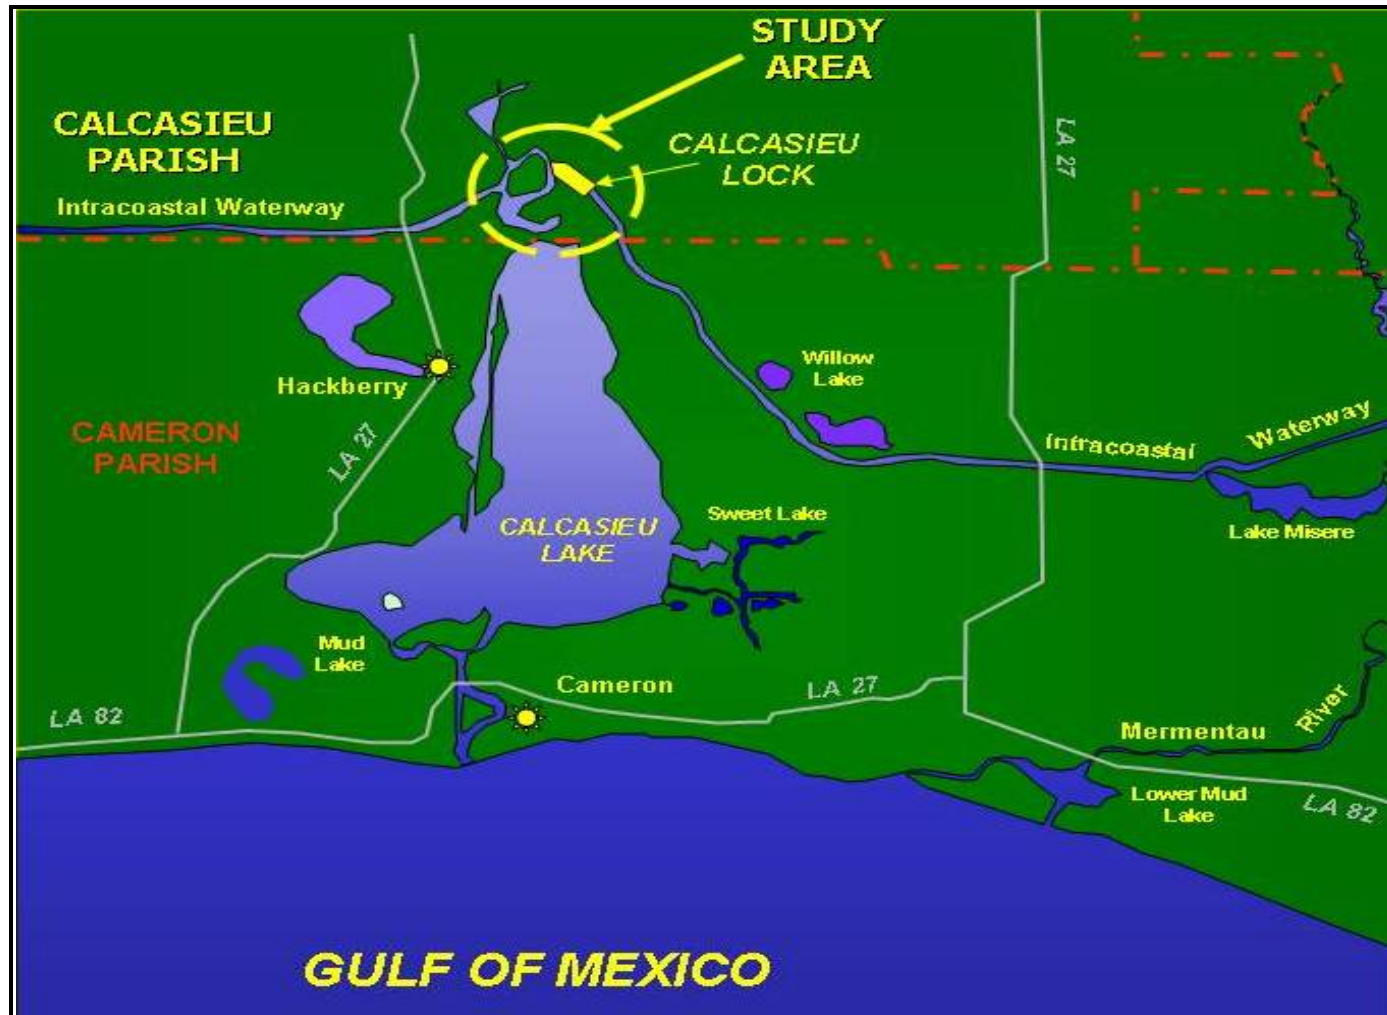 STUDY
AREA
CALCASIEU
PARISH
CALCASIEU
LOCK
LA 27
Intracoastal Waterway
Willow
Lake
Hackberry
CAMERON
PARISH
LA 27
Intracoastal
Waterway
CALCASIEU
LAKE
Sweet Lake
Lake Misere
Mud
Lake
Cameron
LA 27
LA 82
Mermentau
River
Lower Mud
Lake
LA 82
GULF OF MEXICO